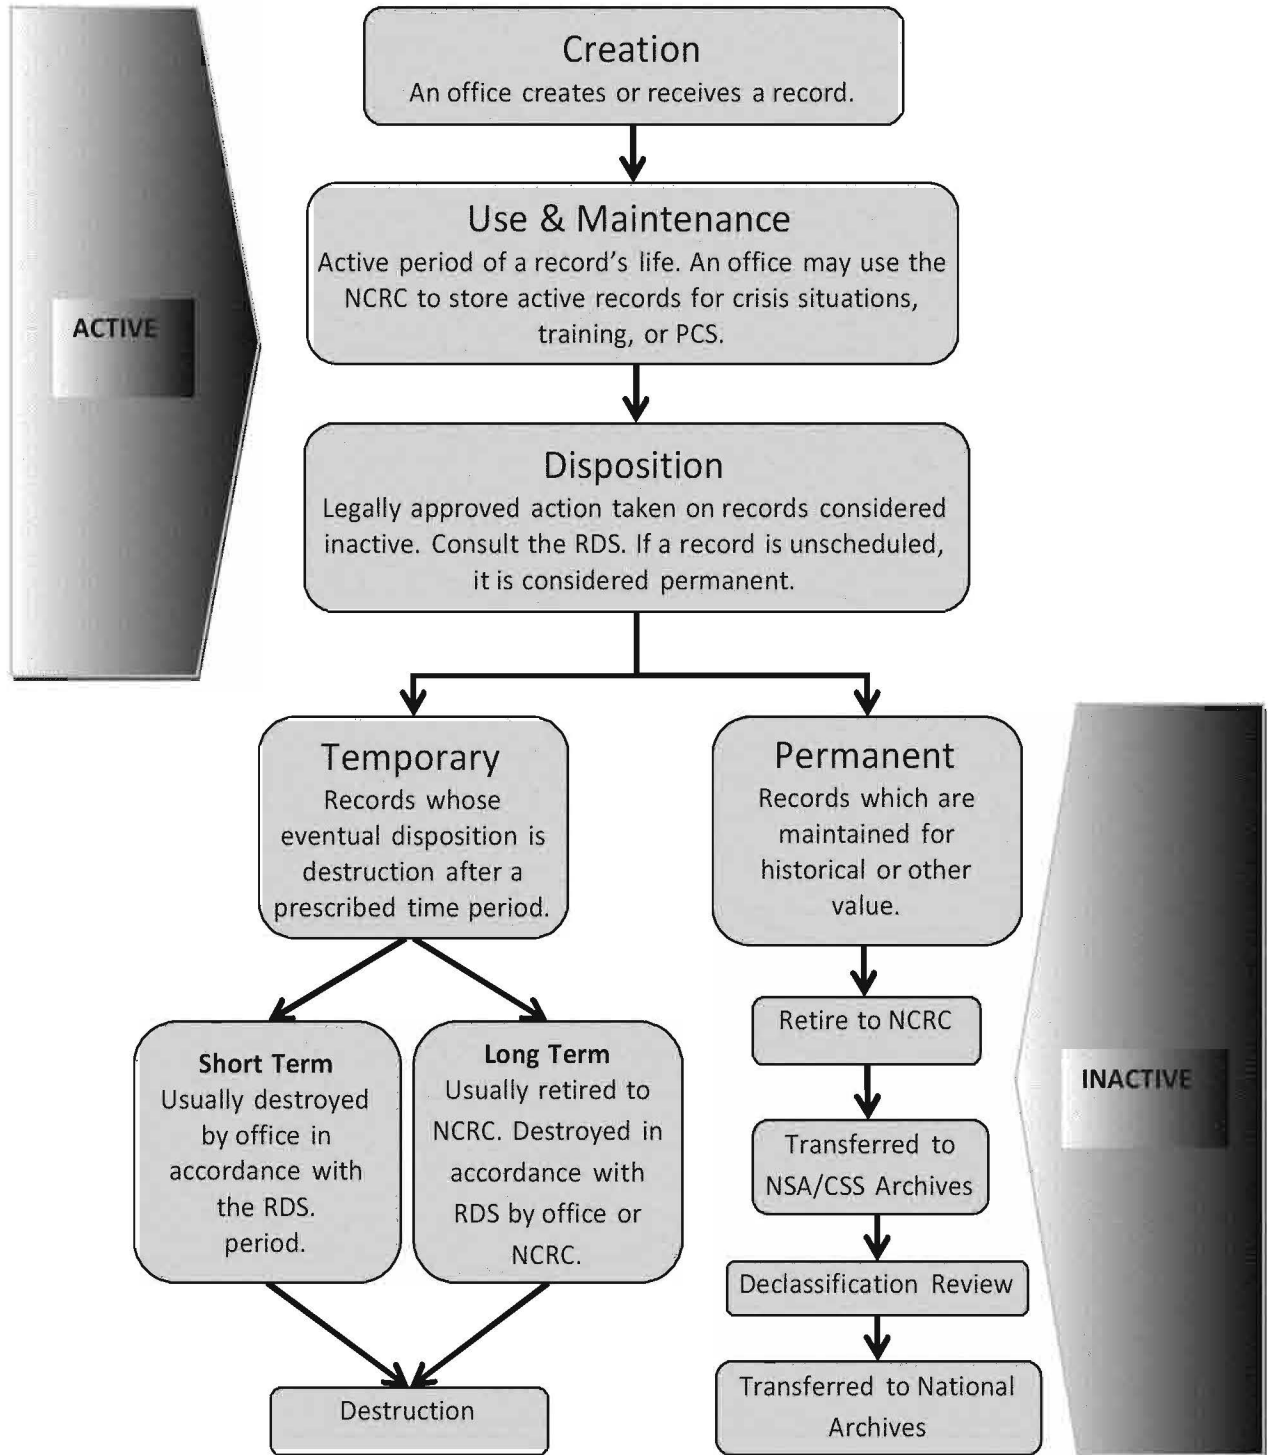 Creation
An office creates or receives a record.
Use & Maintenance
Active period of a record's life. An office may use the
NCRC to store active records for crisis situations,
training, or PCS.
ACTIVE
Disposition
Legally approved action taken on records considered
inactive. Consult the RDS. If a record is unscheduled,
it is considered permanent.
Temporary
Records whose
eventual disposition is
destruction after a
prescribed time period.
Permanent
Records which are
maintained for
historical or other
value.
Short Term
Usually destroyed
by office in
accordance with
the RDS.
period.
Long Term
Usually retired to
NCRC. Destroyed in
accordance with
RDS by office or
NCRC.
Destruction
Retire to NCRC
Transferred to
NSA/CSS Archives
Declassification Review
Transferred to National
Archives
INACTIVE